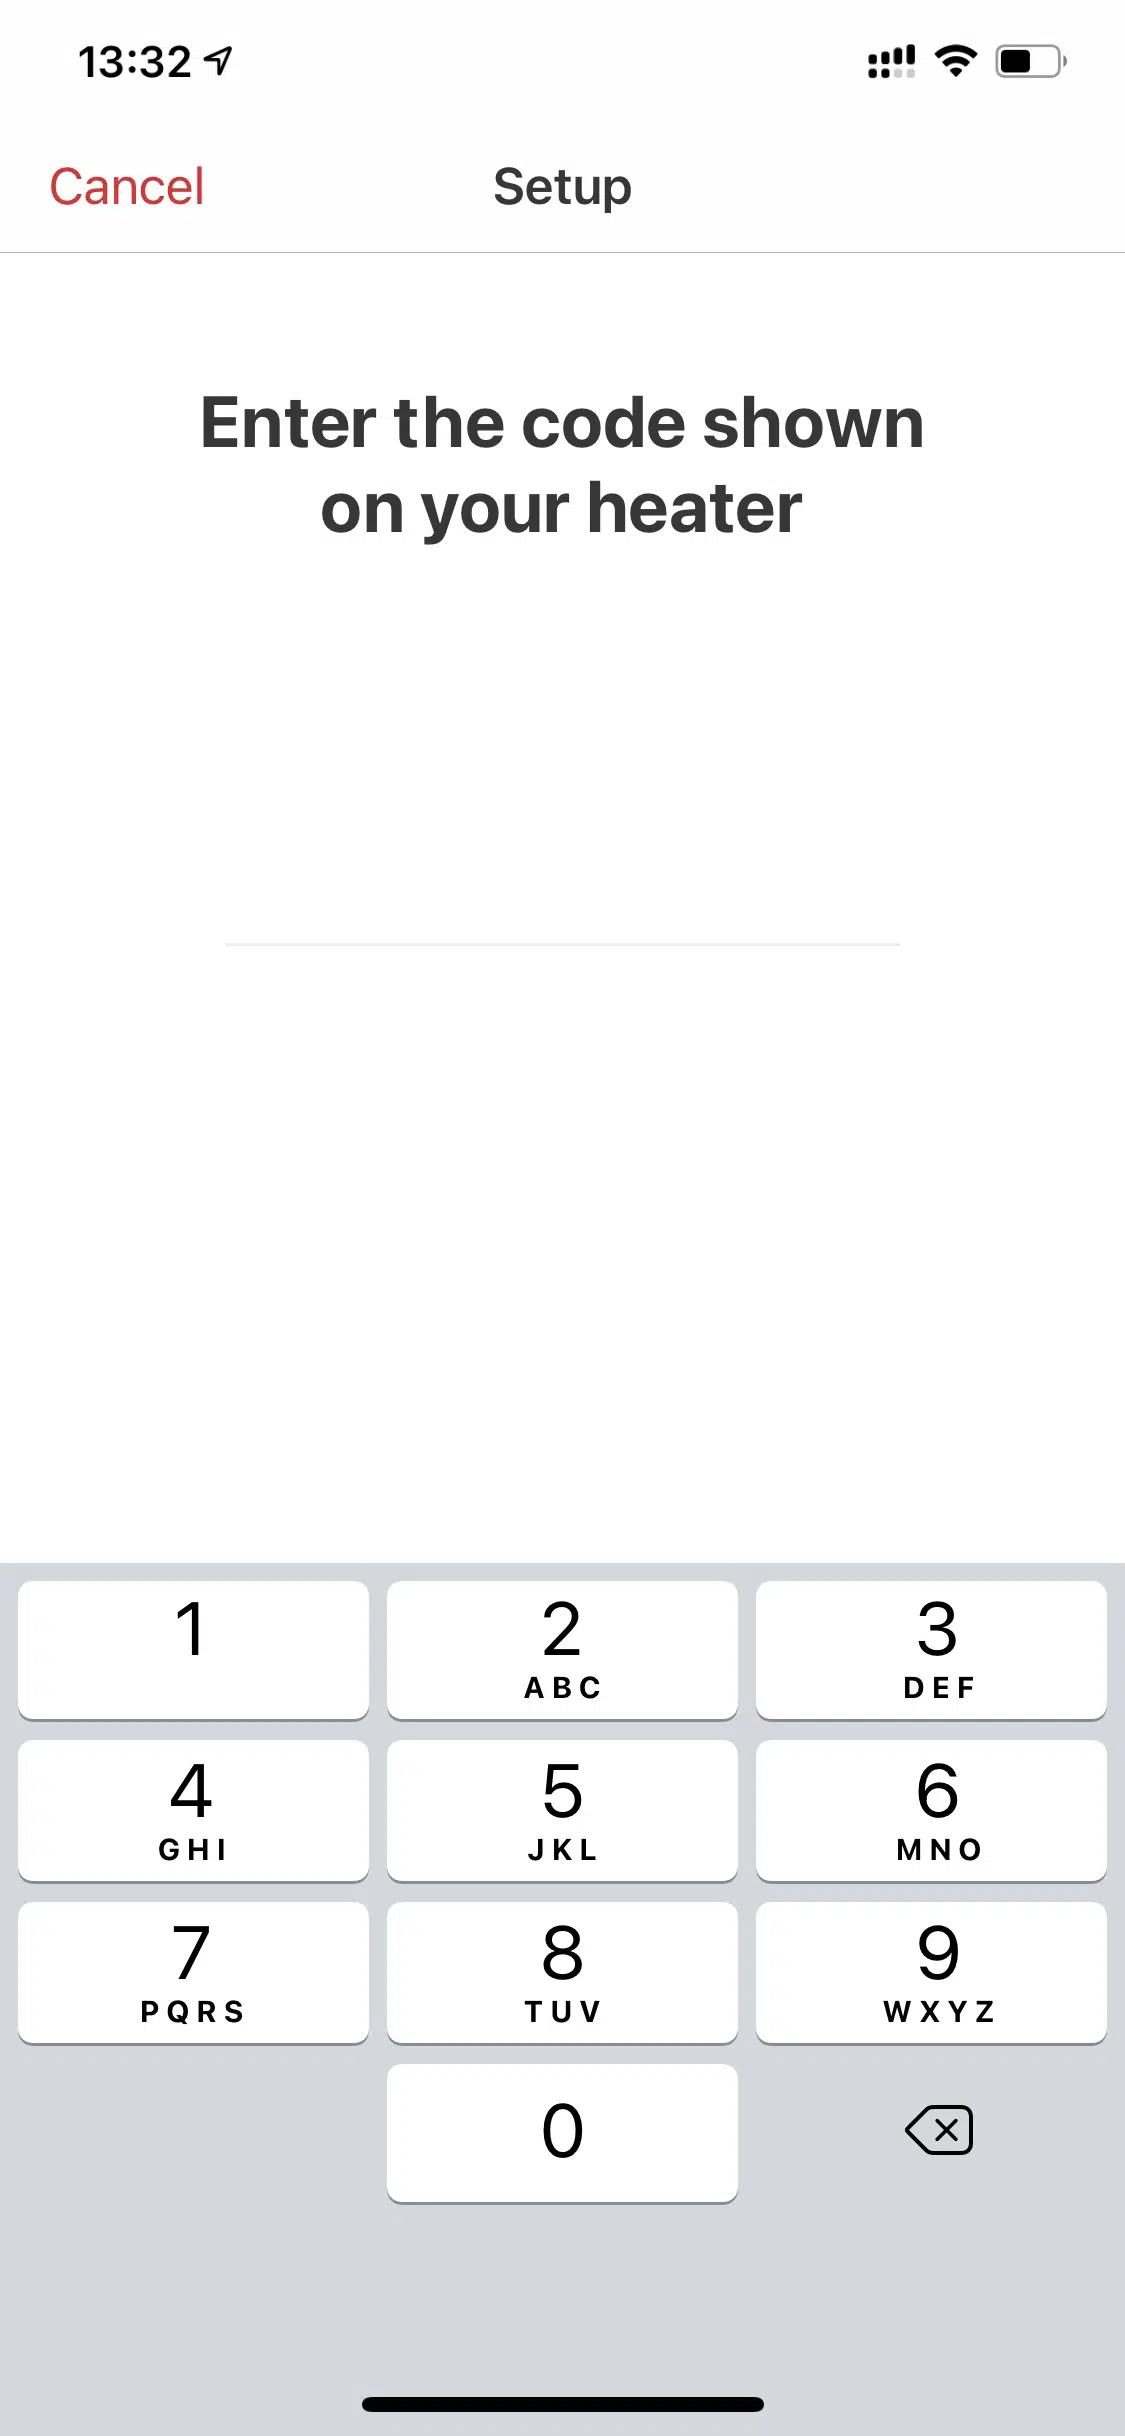 13:32
Cancel Setup
Enter the code shown
on your heater
1 2 3
ABC DEF
4 5 6
GHI JKL MNO
7 8 9
PQRS TUV WXYZ
0